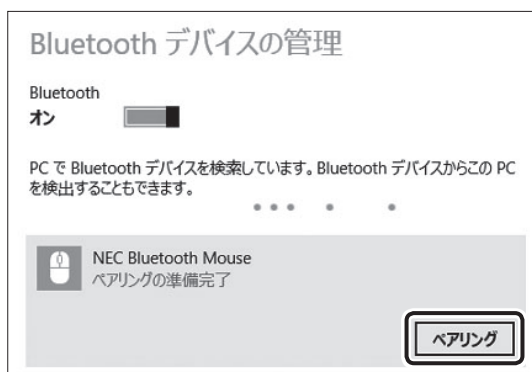 Bluetooth デバイスの管理
Bluetooth
オン
PC で Bluetooth デバイスを検索しています。Bluetooth デバイスからこの PC
を検出することもできます。
NEC Bluetooth Mouse
ペアリングの準備完了
ペアリング